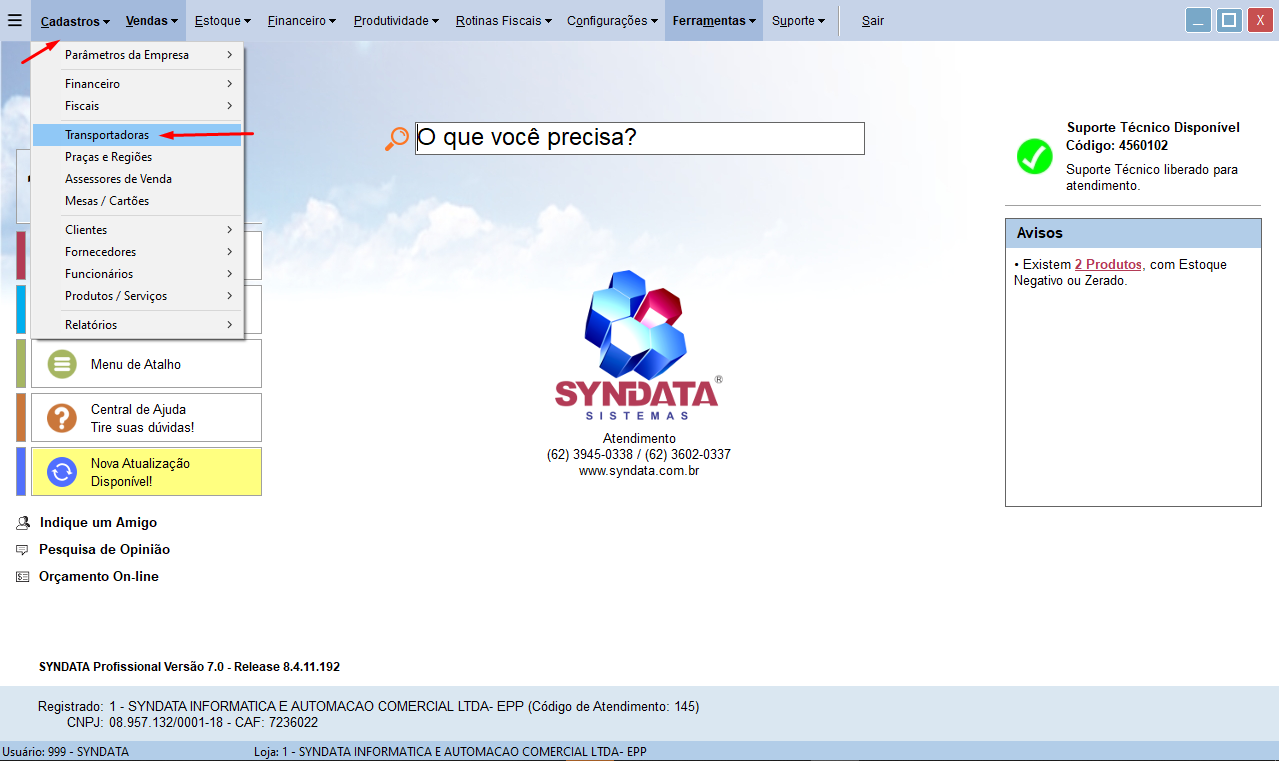 Cadastros Vendas Estoque Financeiro Produtividade Rotinas Fiscais Configurações Ferramentas Suporte Sair
X
Parâmetros da Empresa
Financeiro
Fiscais
Transportadoras
Praças e Regiões
Assessores de Venda
Mesas / Cartões
Clientes
Fornecedores
Funcionários
Produtos / Serviços
Relatórios
Menu de Atalho
Central de Ajuda
Tire suas dúvidas!
Nova Atualização
Disponível!
Indique um Amigo
Pesquisa de Opinião
Orçamento On-line
O que você precisa?
SYNDATA®
SISTEMAS
Atendimento
(62) 3945-0338 / (62) 3602-0337
www.syndata.com.br
Suporte Técnico Disponível
Código: 4560102
Suporte Técnico liberado para
atendimento.
Avisos
• Existem 2 Produtos, com Estoque
Negativo ou Zerado.
SYNDATA Profissional Versão 7.0 - Release 8.4.11.192
Registrado: 1 - SYNDATA INFORMATICA E AUTOMACAO COMERCIAL LTDA- EPP (Código de Atendimento: 145)
CNPJ: 08.957.132/0001-18 - CAF: 7236022
Usuário: 999 - SYNDATA Loja: 1 - SYNDATA INFORMATICA E AUTOMACAO COMERCIAL LTDA- EPP